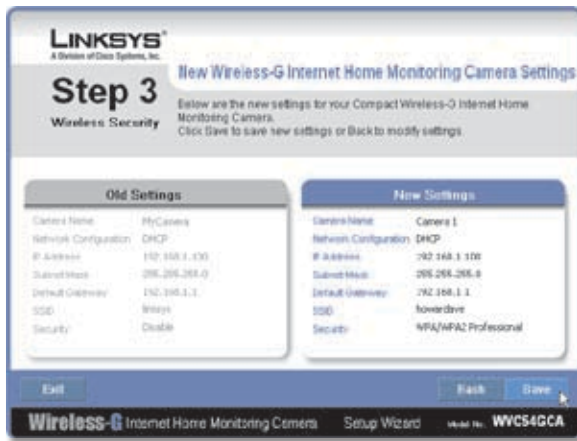 LINKSYS®
A Division of Cisco Systems, Inc.
Step 3
Wireless Security
New Wireless-G Internet Home Monitoring Camera Settings
Below are the new settings for your Compact Wireless-G Internet Home
Monitoring Camera.
Click Save to save new settings or Back to modify settings.
Old Settings
Camera Name MyCamera
Network Configuration DHCP
IP Address 192.168.1.100
Subnet Mask 255.255.255.0
Default Gateway 192.168.1.1
SSID linksys
Security Disable
New Settings
Camera Name Camera 1
Network Configuration DHCP
IP Address 192.168.1.100
Subnet Mask 255.255.255.0
Default Gateway 192.168.1.1
SSID howardave
Security WPA/WPA2 Professional
Exit
Back
Save
Wireless-G Internet Home Monitoring Camera Setup Wizard Model No. WVC54GCA